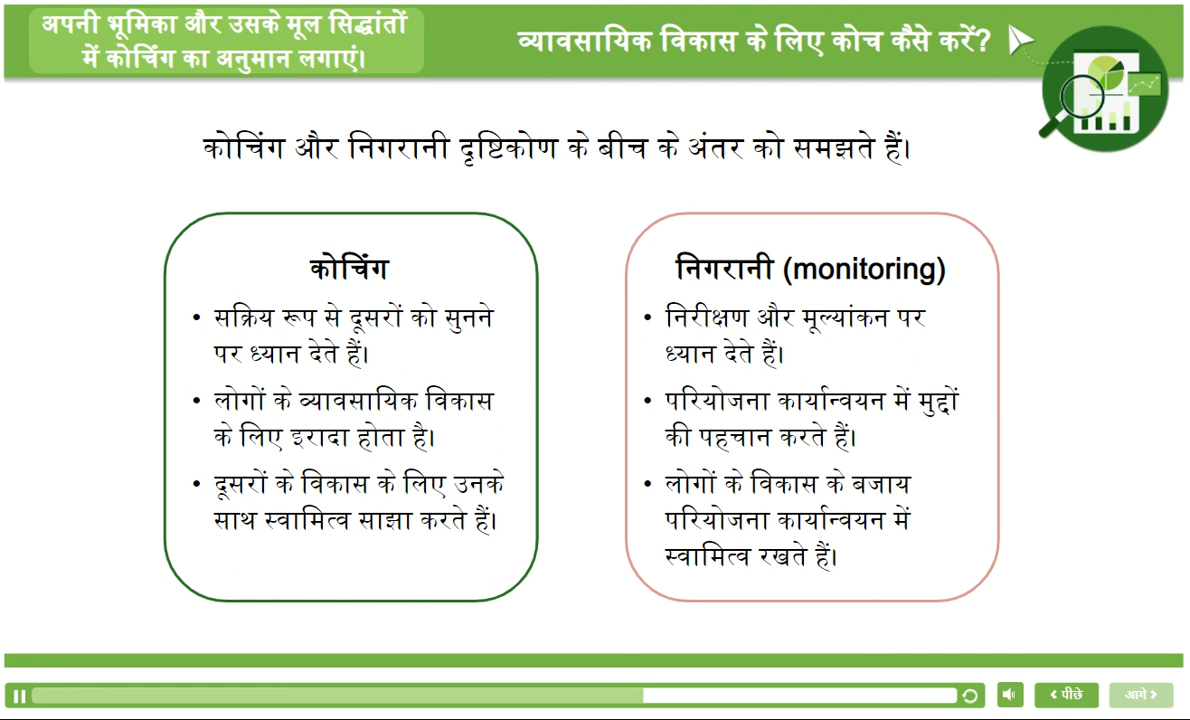 अपनी भूमिका और उसके मूल सिद्धांतों
में कोचिंग का अनुमान लगाएं।
व्यावसायिक विकास के लिए कोच कैसे करें?
कोचिंग और निगरानी दृष्टिकोण के बीच के अंतर को समझते हैं।
कोचिंग
• सक्रिय रूप से दूसरों को सुनने
पर ध्यान देते हैं।
• लोगों के व्यावसायिक विकास
के लिए इरादा होता है।
• दूसरों के विकास के लिए उनके
साथ स्वामित्व साझा करते हैं।
निगरानी (monitoring)
• निरीक्षण और मूल्यांकन पर
ध्यान देते हैं।
• परियोजना कार्यान्वयन में मुद्दों
की पहचान करते हैं।
• लोगों के विकास के बजाय
परियोजना कार्यान्वयन में
स्वामित्व रखते हैं।
‹ पीछे
आगे ›